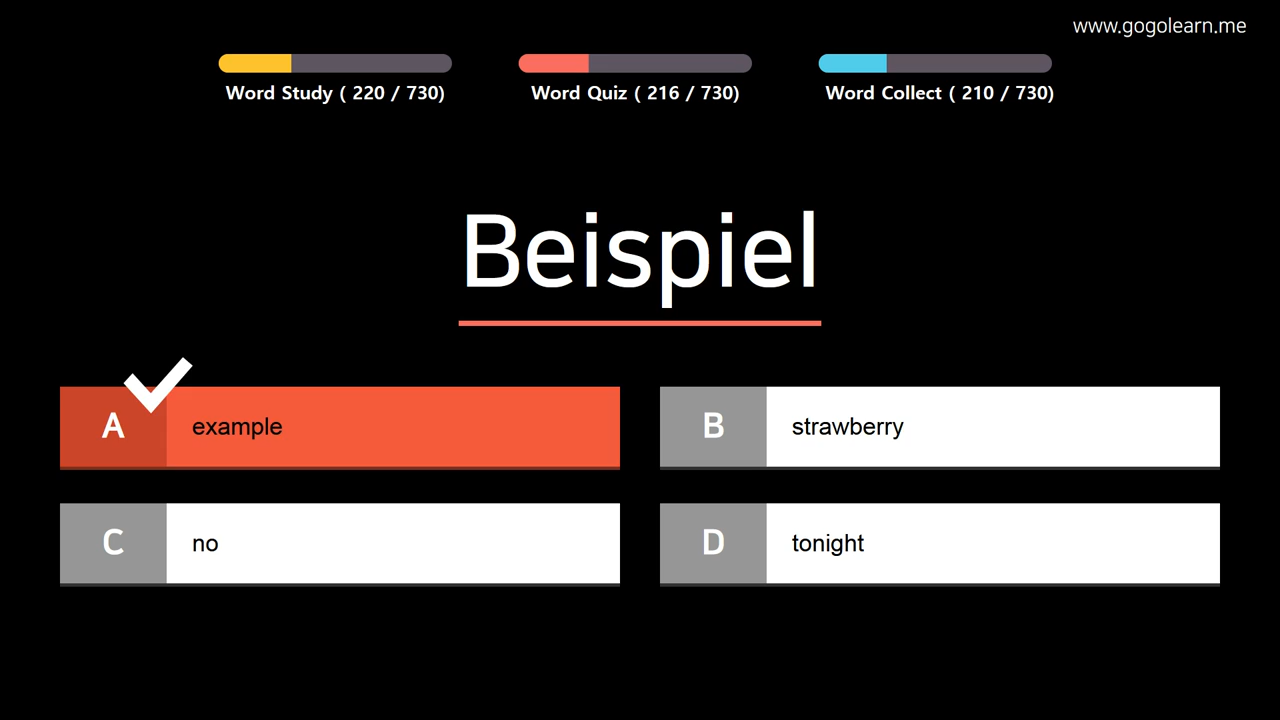 www.gogolearn.me
Word Study ( 220 / 730)
Word Quiz ( 216 / 730)
Word Collect ( 210 / 730)
Beispiel
A example
B strawberry
C no
D tonight